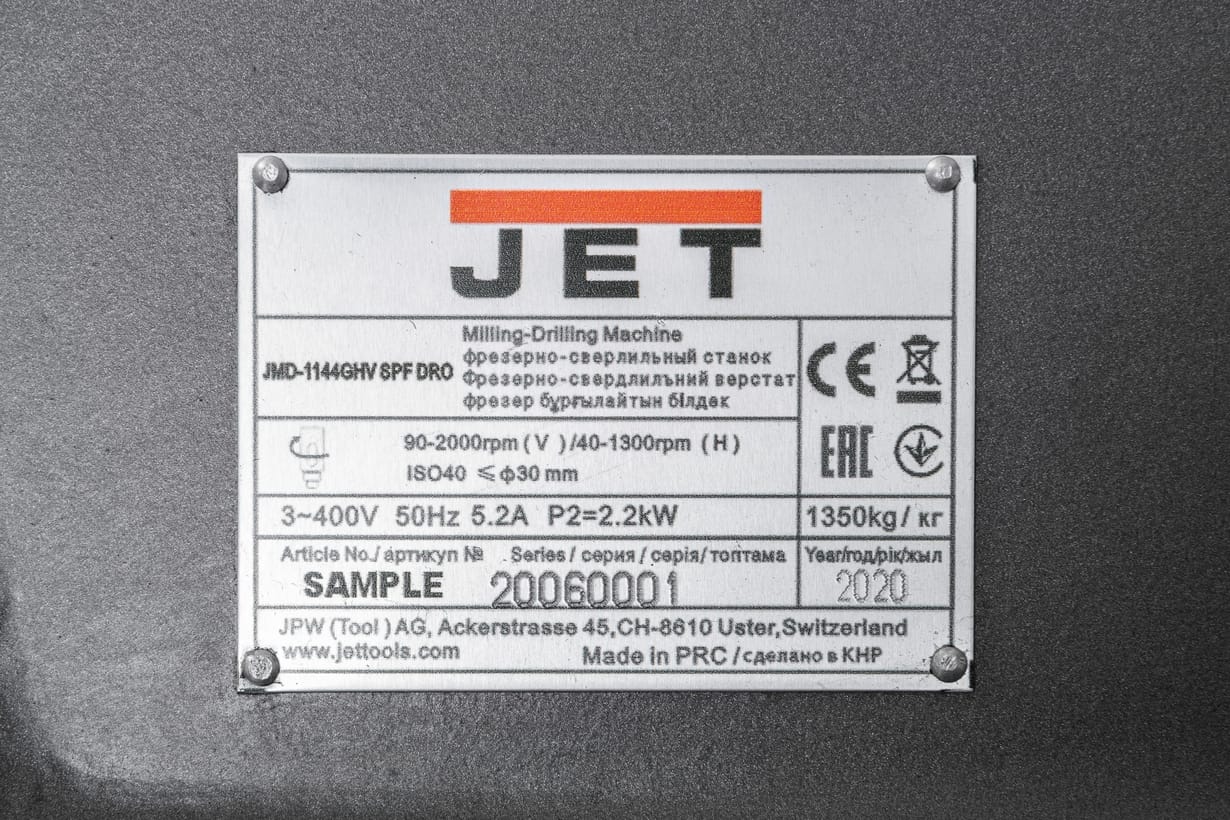 JET
JMD-1144GHV SPF DRO
Milling-Drilling Machine
фрезерно-сверлильный станок
Фрезерно-свердлилъний верстат
фрезер бұрғылайтын білдек
CE
EAC
90-2000rpm ( V ) /40-1300rpm ( H )
ISO40 ≤ ф30 mm
3~400V 50Hz 5.2A P2=2.2kW
1350kg / кг
Article No./ артикул № Series / серия / серія/ топтама
Year/год/рік/жыл
SAMPLE 20060001
2020
JPW (Tool ) AG, Ackerstrasse 45,CH-8610 Uster,Switzerland
www.jettools.com
Made in PRC /сделано в КНР